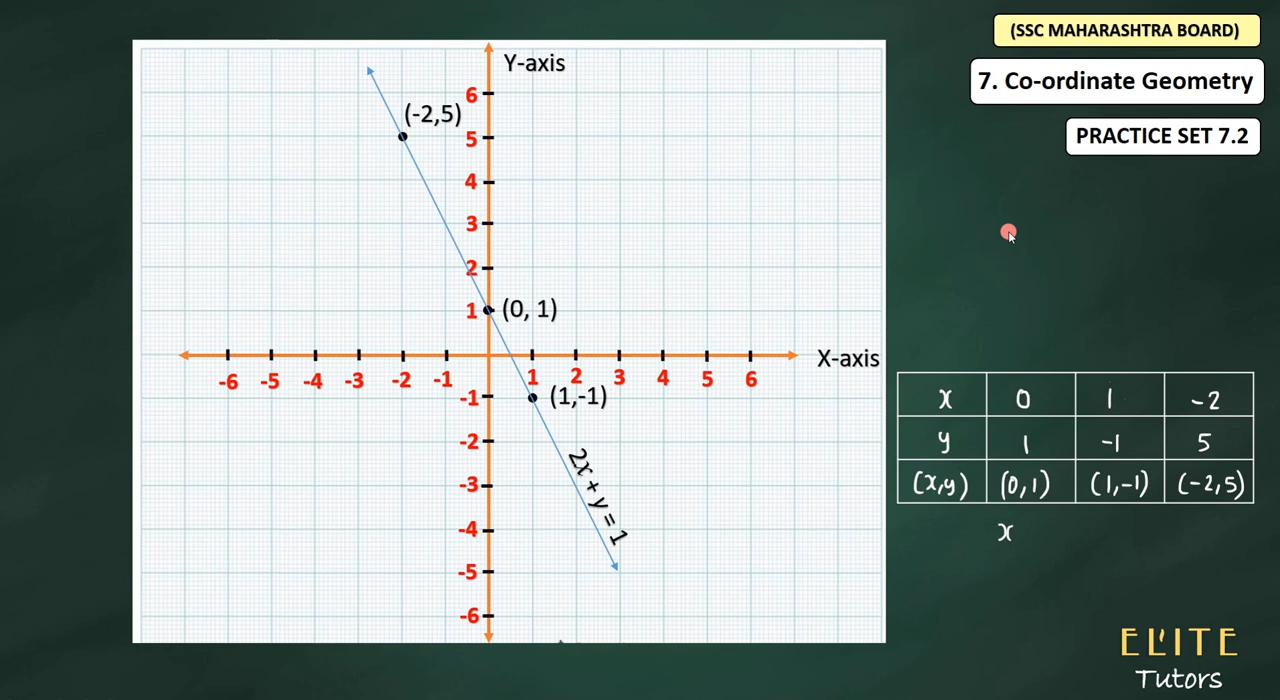 (SSC MAHARASHTRA BOARD)
7. Co-ordinate Geometry
PRACTICE SET 7.2
Y-axis
6
(-2,5)
5
4
3
2
1 (0, 1)
X-axis
-6 -5 -4 -3 -2 -1 1 2 3 4 5 6
-1 (1,-1)
-2
-3
-4
-5
-6
2x + y = 1
x 0 1 -2
y 1 -1 5
(x,y) (0,1) (1,-1) (-2,5)
x
ELITE
Tutors